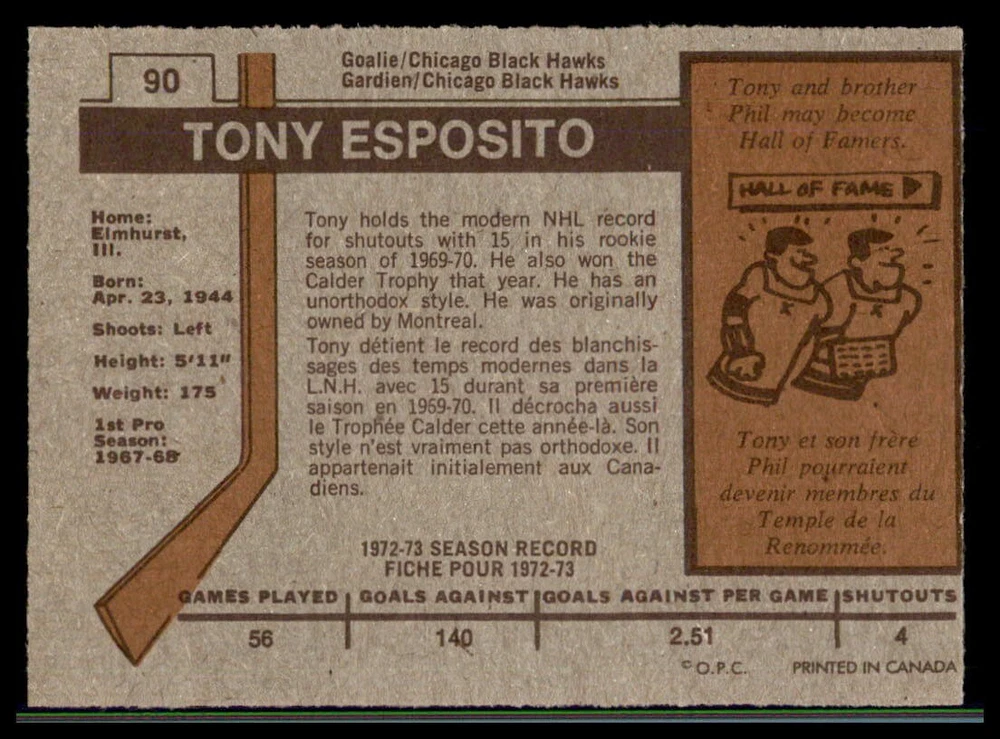 90
Goalie/Chicago Black Hawks
Gardien/Chicago Black Hawks
TONY ESPOSITO
Home:
Elmhurst,
Ill.
Born:
Apr. 23, 1944
Shoots: Left
Height: 5'11"
Weight: 175
1st Pro
Season:
1967-68
Tony holds the modern NHL record
for shutouts with 15 in his rookie
season of 1969-70. He also won the
Calder Trophy that year. He has an
unorthodox style. He was originally
owned by Montreal.
Tony détient le record des blanchis-
sages des temps modernes dans la
L.N.H. avec 15 durant sa première
saison en 1969-70. Il décrocha aussi
le Trophée Calder cette année-là. Son
style n'est vraiment pas orthodoxe. Il
appartenait initialement aux Cana-
diens.
Tony and brother
Phil may become
Hall of Famers.
HALL OF FAME
Tony et son frère
Phil pourraient
devenir membres du
Temple de la
Renommée.
1972-73 SEASON RECORD
FICHE POUR 1972-73
GAMES PLAYED GOALS AGAINST GOALS AGAINST PER GAME SHUTOUTS
56 140 2.51 4
© O.P.C. PRINTED IN CANADA